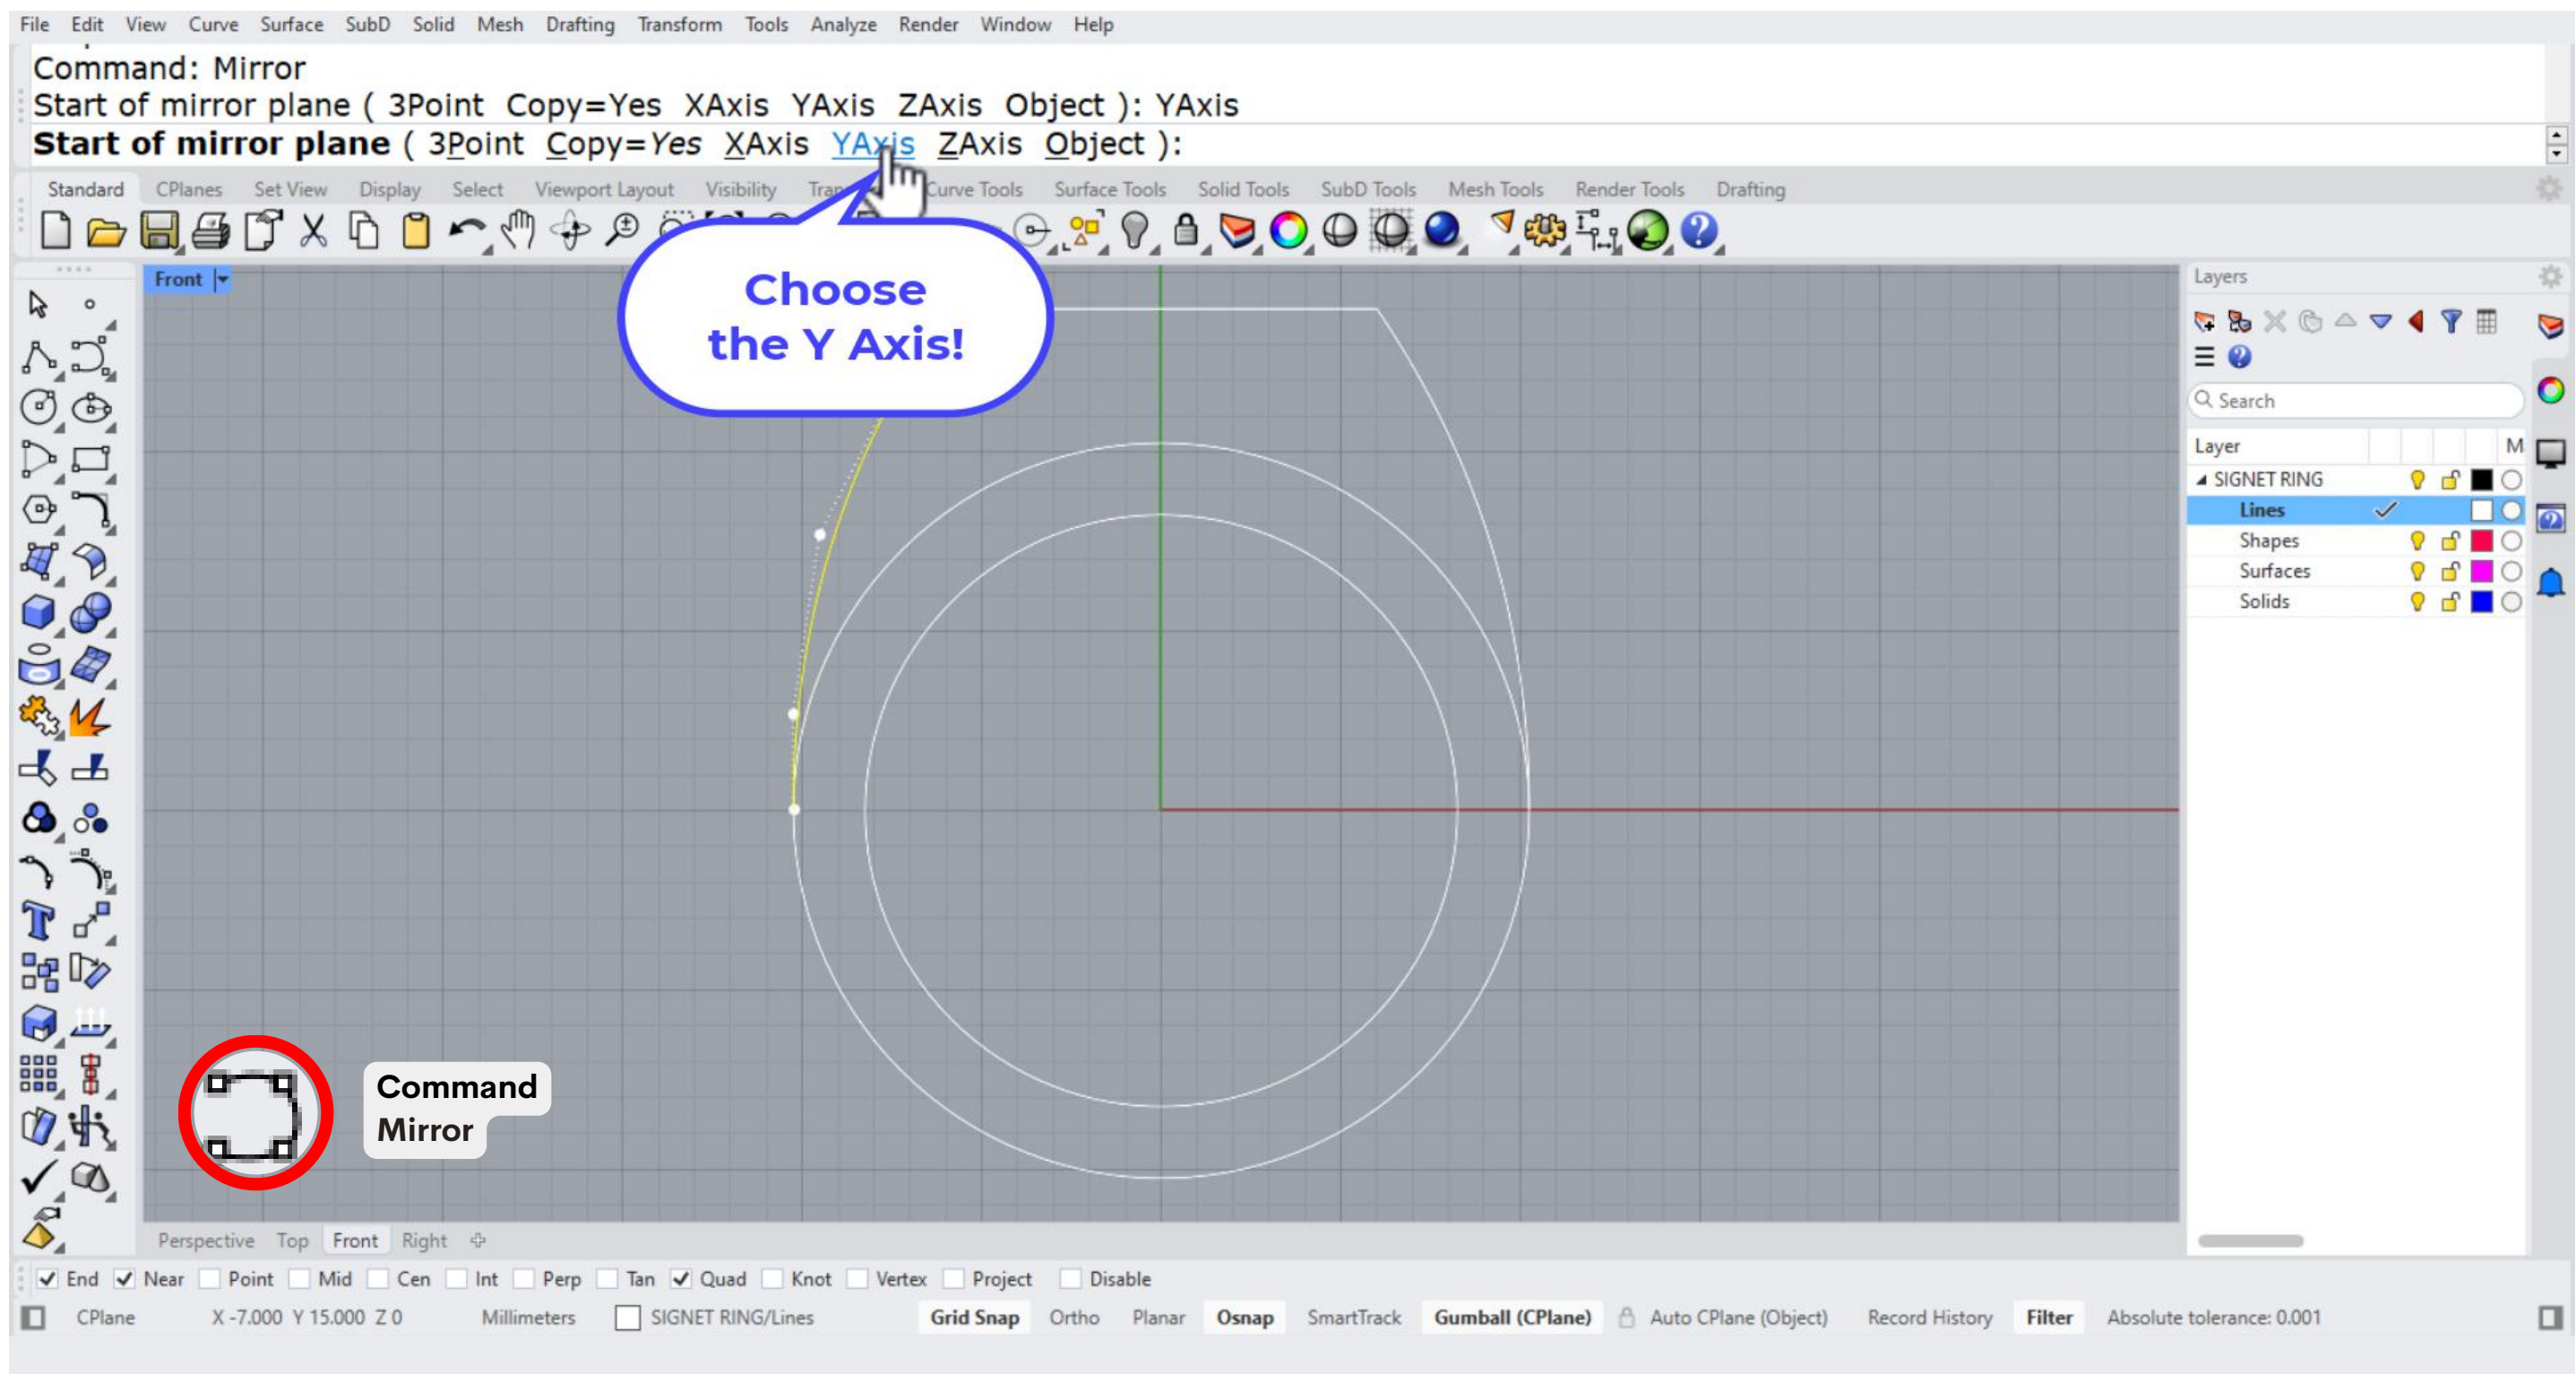 File Edit View Curve Surface SubD Solid Mesh Drafting Transform Tools Analyze Render Window Help
Command: Mirror
Start of mirror plane ( 3Point Copy=Yes XAxis YAxis ZAxis Object ): YAxis
Start of mirror plane ( 3Point Copy=Yes XAxis YAxis ZAxis Object ):
Standard CPlanes Set View Display Select Viewport Layout Visibility Curve Tools Surface Tools Solid Tools SubD Tools Mesh Tools Render Tools Drafting
Front
Choose
the Y Axis!
Layers
Search
Layer M
SIGNET RING
Lines
Shapes
Surfaces
Solids
Command
Mirror
Perspective Top Front Right
End Near Point Mid Cen Int Perp Tan Quad Knot Vertex Project Disable
CPlane X -7.000 Y 15.000 Z 0 Millimeters SIGNET RING/Lines Grid Snap Ortho Planar Osnap SmartTrack Gumball (CPlane) Auto CPlane (Object) Record History Filter Absolute tolerance: 0.001